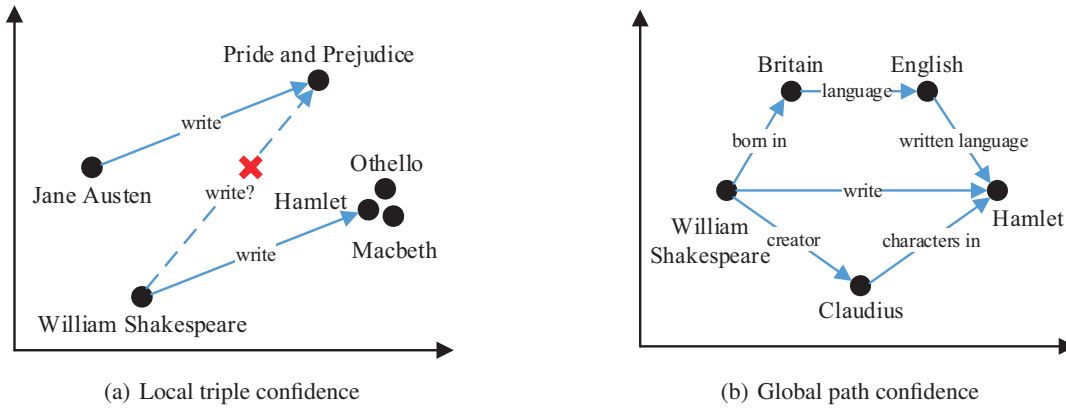 Pride and Prejudice
write
Jane Austen
write?
Othello
Hamlet
Macbeth
write
William Shakespeare
(a) Local triple confidence
Britain
English
language
born in
written language
write
William
Shakespeare
Hamlet
creator
characters in
Claudius
(b) Global path confidence